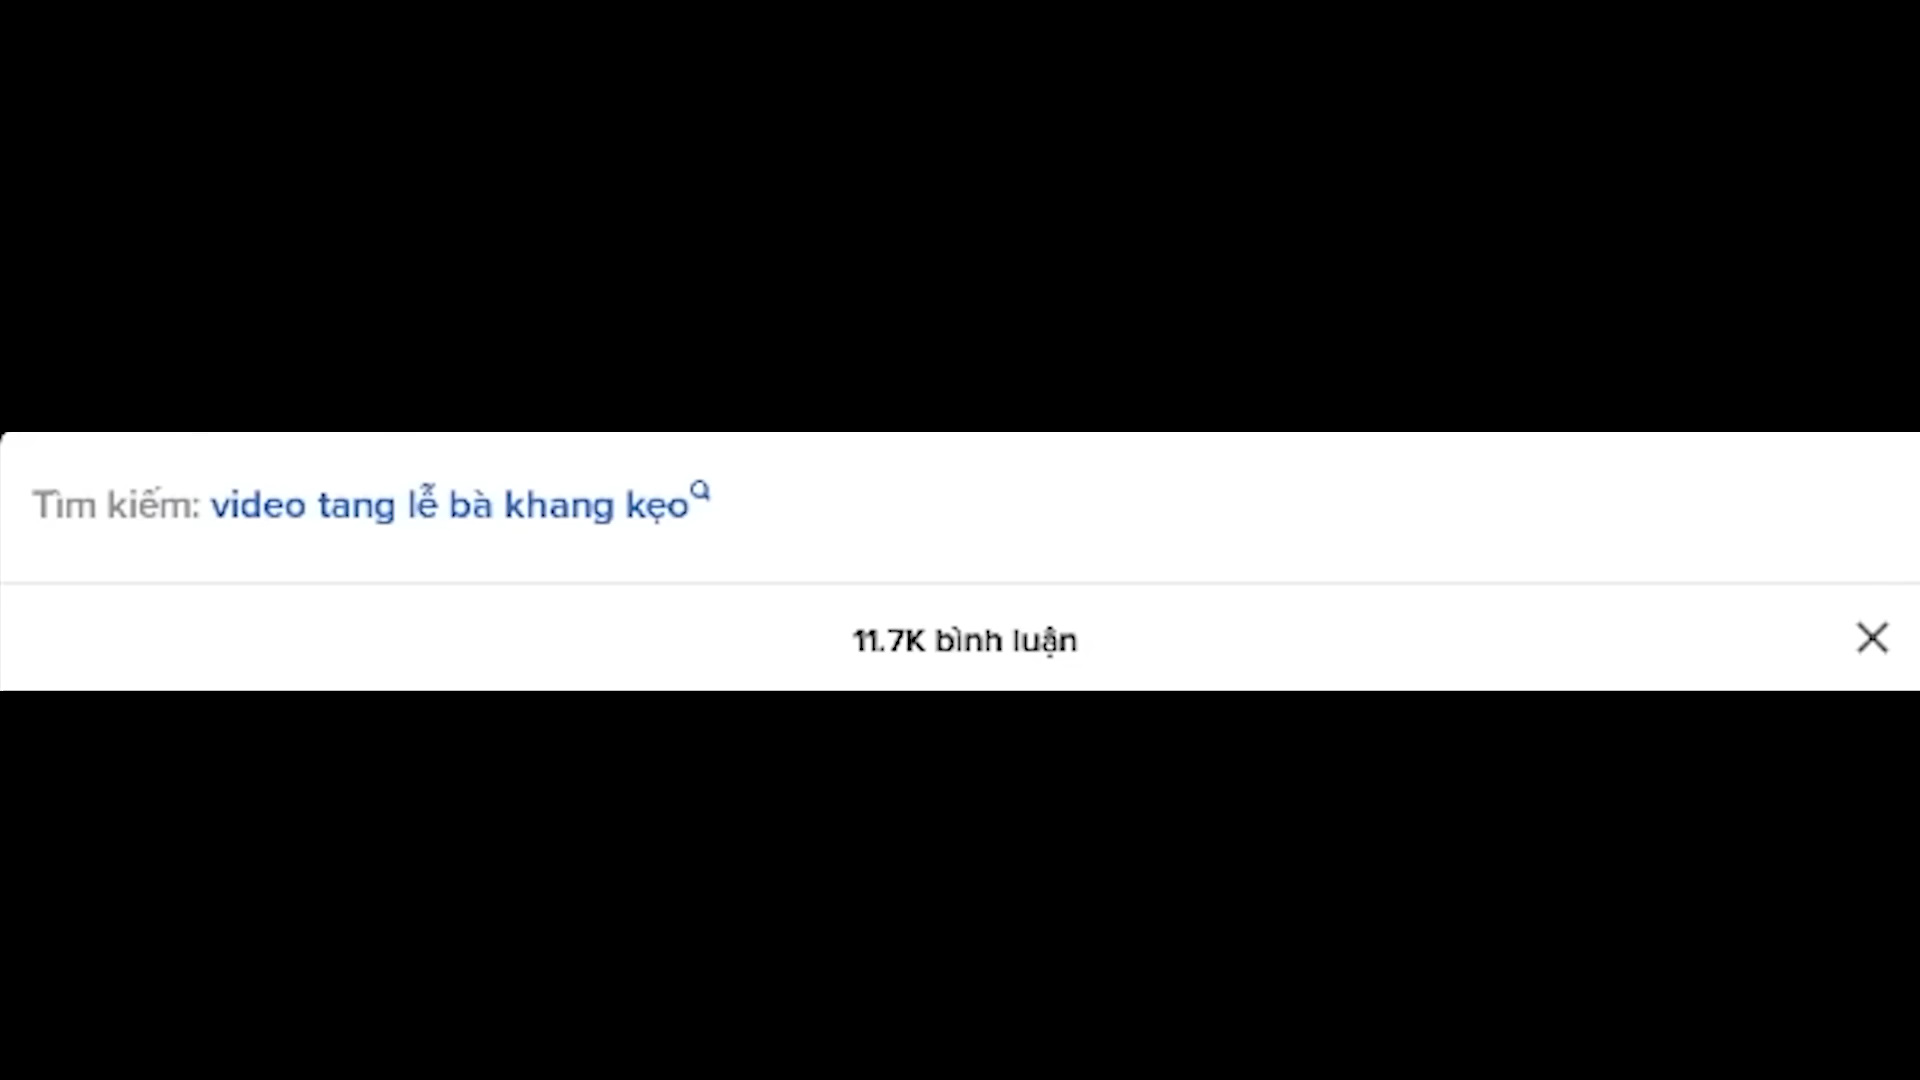 Tìm kiếm: video tang lễ bà khang kẹo
11.7K bình luận